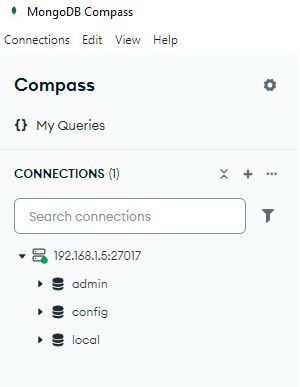 MongoDB Compass
Connections Edit View Help
Compass
{} My Queries
CONNECTIONS (1)
Search connections
192.168.1.5:27017
admin
config
local